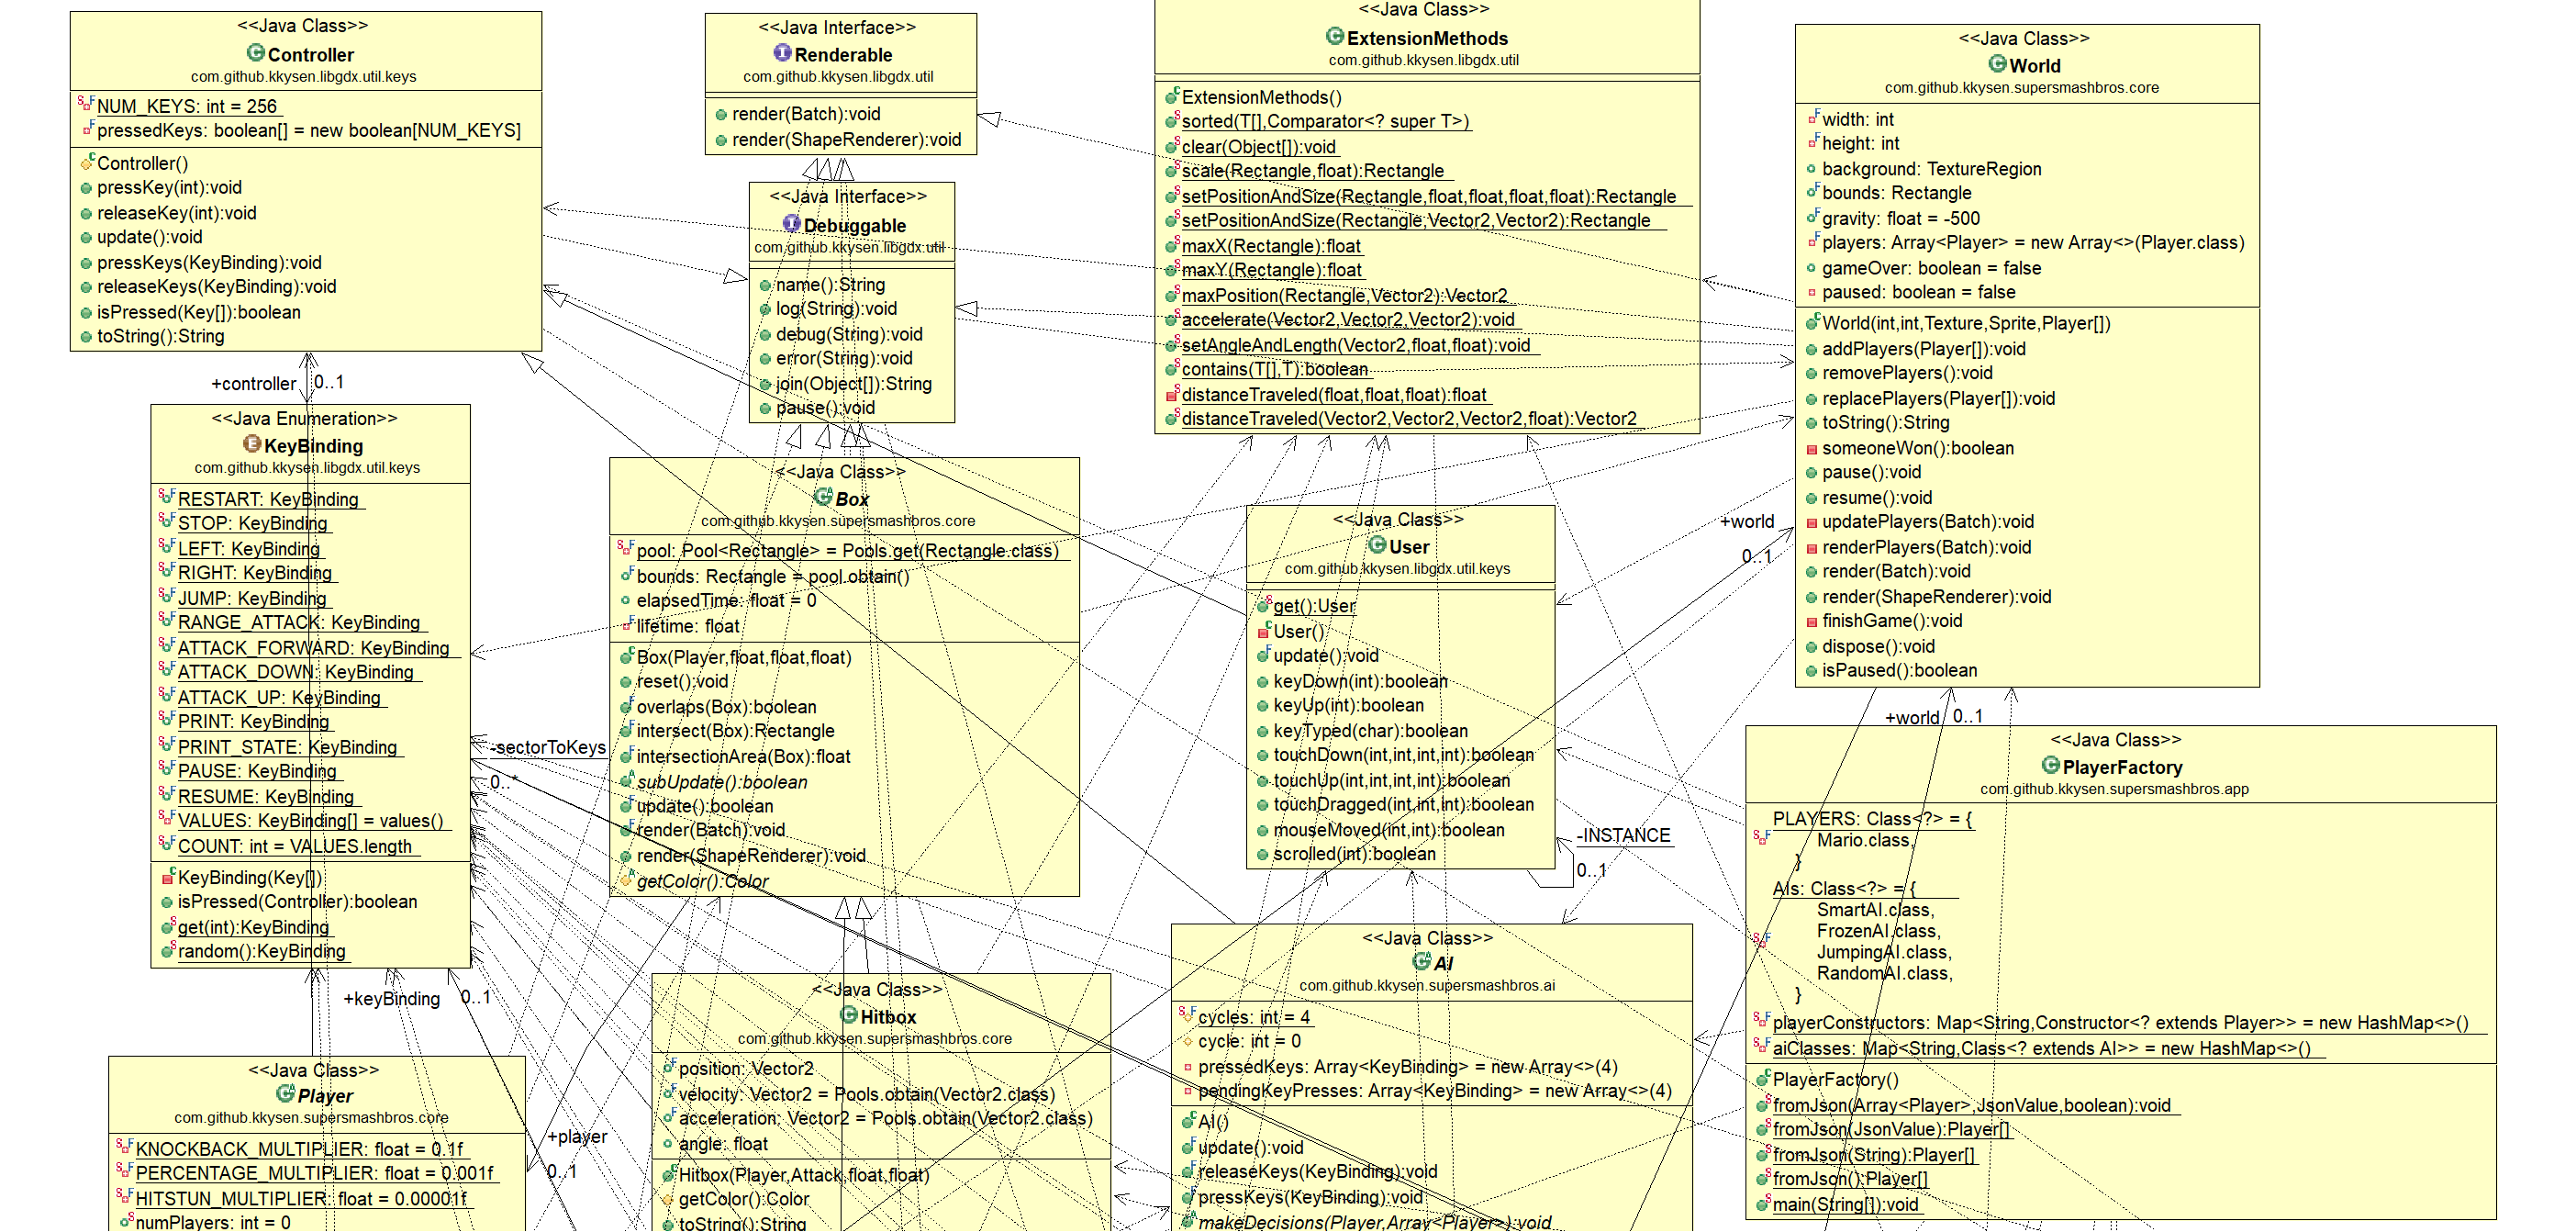 <<Java Class>>
Controller
com.github.kkysen.libgdx.util.keys
NUM_KEYS: int = 256
pressedKeys: boolean[] = new boolean[NUM_KEYS]
Controller()
pressKey(int):void
releaseKey(int):void
update():void
pressKeys(KeyBinding):void
releaseKeys(KeyBinding):void
isPressed(Key[]):boolean
toString():String
+controller
0..1
<<Java Enumeration>>
KeyBinding
com.github.kkysen.libgdx.util.keys
RESTART: KeyBinding
STOP: KeyBinding
LEFT: KeyBinding
RIGHT: KeyBinding
JUMP: KeyBinding
RANGE_ATTACK: KeyBinding
ATTACK_FORWARD: KeyBinding
ATTACK_DOWN: KeyBinding
ATTACK_UP: KeyBinding
PRINT: KeyBinding
PRINT_STATE: KeyBinding
PAUSE: KeyBinding
RESUME: KeyBinding
VALUES: KeyBinding[] = values()
COUNT: int = VALUES.length
KeyBinding(Key[])
isPressed(Controller):boolean
get(int):KeyBinding
random():KeyBinding
-sectorToKeys
0..*
+keyBinding
0..1
<<Java Class>>
Player
com.github.kkysen.supersmashbros.core
KNOCKBACK_MULTIPLIER: float = 0.1f
PERCENTAGE_MULTIPLIER: float = 0.001f
HITSTUN_MULTIPLIER: float = 0.00001f
numPlayers: int = 0
+player
0..1
<<Java Interface>>
Renderable
com.github.kkysen.libgdx.util
render(Batch):void
render(ShapeRenderer):void
<<Java Interface>>
Debuggable
com.github.kkysen.libgdx.util
name():String
log(String):void
debug(String):void
error(String):void
join(Object[]):String
pause():void
<<Java Class>>
Box
com.github.kkysen.supersmashbros.core
pool: Pool<Rectangle> = Pools.get(Rectangle.class)
bounds: Rectangle = pool.obtain()
elapsedTime: float = 0
lifetime: float
Box(Player,float,float,float)
reset():void
overlaps(Box):boolean
intersect(Box):Rectangle
intersectionArea(Box):float
subUpdate():boolean
update():boolean
render(Batch):void
render(ShapeRenderer):void
getColor():Color
<<Java Class>>
Hitbox
com.github.kkysen.supersmashbros.core
position: Vector2
velocity: Vector2 = Pools.obtain(Vector2.class)
acceleration: Vector2 = Pools.obtain(Vector2.class)
angle: float
Hitbox(Player,Attack,float,float)
getColor():Color
toString():String
<<Java Class>>
ExtensionMethods
com.github.kkysen.libgdx.util
ExtensionMethods()
sorted(T[],Comparator<? super T>)
clear(Object[]):void
scale(Rectangle,float):Rectangle
setPositionAndSize(Rectangle,float,float,float,float):Rectangle
setPositionAndSize(Rectangle,Vector2,Vector2):Rectangle
maxX(Rectangle):float
maxY(Rectangle):float
maxPosition(Rectangle,Vector2):Vector2
accelerate(Vector2,Vector2,Vector2):void
setAngleAndLength(Vector2,float,float):void
contains(T[],T):boolean
distanceTraveled(float,float,float):float
distanceTraveled(Vector2,Vector2,Vector2,float):Vector2
<<Java Class>>
User
com.github.kkysen.libgdx.util.keys
get():User
User()
update():void
keyDown(int):boolean
keyUp(int):boolean
keyTyped(char):boolean
touchDown(int,int,int,int):boolean
touchUp(int,int,int,int):boolean
touchDragged(int,int,int):boolean
mouseMoved(int,int):boolean
scrolled(int):boolean
-INSTANCE
0..1
<<Java Class>>
AI
com.github.kkysen.supersmashbros.ai
cycles: int = 4
cycle: int = 0
pressedKeys: Array<KeyBinding> = new Array<>(4)
pendingKeyPresses: Array<KeyBinding> = new Array<>(4)
AI()
update():void
releaseKeys(KeyBinding):void
pressKeys(KeyBinding):void
makeDecisions(Player,Array<Player>):void
<<Java Class>>
World
com.github.kkysen.supersmashbros.core
width: int
height: int
background: TextureRegion
bounds: Rectangle
gravity: float = -500
players: Array<Player> = new Array<>(Player.class)
gameOver: boolean = false
paused: boolean = false
World(int,int,Texture,Sprite,Player[])
addPlayers(Player[]):void
removePlayers():void
replacePlayers(Player[]):void
toString():String
someoneWon():boolean
pause():void
resume():void
updatePlayers(Batch):void
renderPlayers(Batch):void
render(Batch):void
render(ShapeRenderer):void
finishGame():void
dispose():void
isPaused():boolean
+world
0..1
+world
0..1
<<Java Class>>
PlayerFactory
com.github.kkysen.supersmashbros.app
PLAYERS: Class<?> = {
Mario.class,
}
AIs: Class<?> = {
SmartAI.class,
FrozenAI.class,
JumpingAI.class,
RandomAI.class,
}
playerConstructors: Map<String,Constructor<? extends Player>> = new HashMap<>()
aiClasses: Map<String,Class<? extends AI>> = new HashMap<>()
PlayerFactory()
fromJson(Array<Player>,JsonValue,boolean):void
fromJson(JsonValue):Player[]
fromJson(String):Player[]
fromJson():Player[]
main(String[]):void